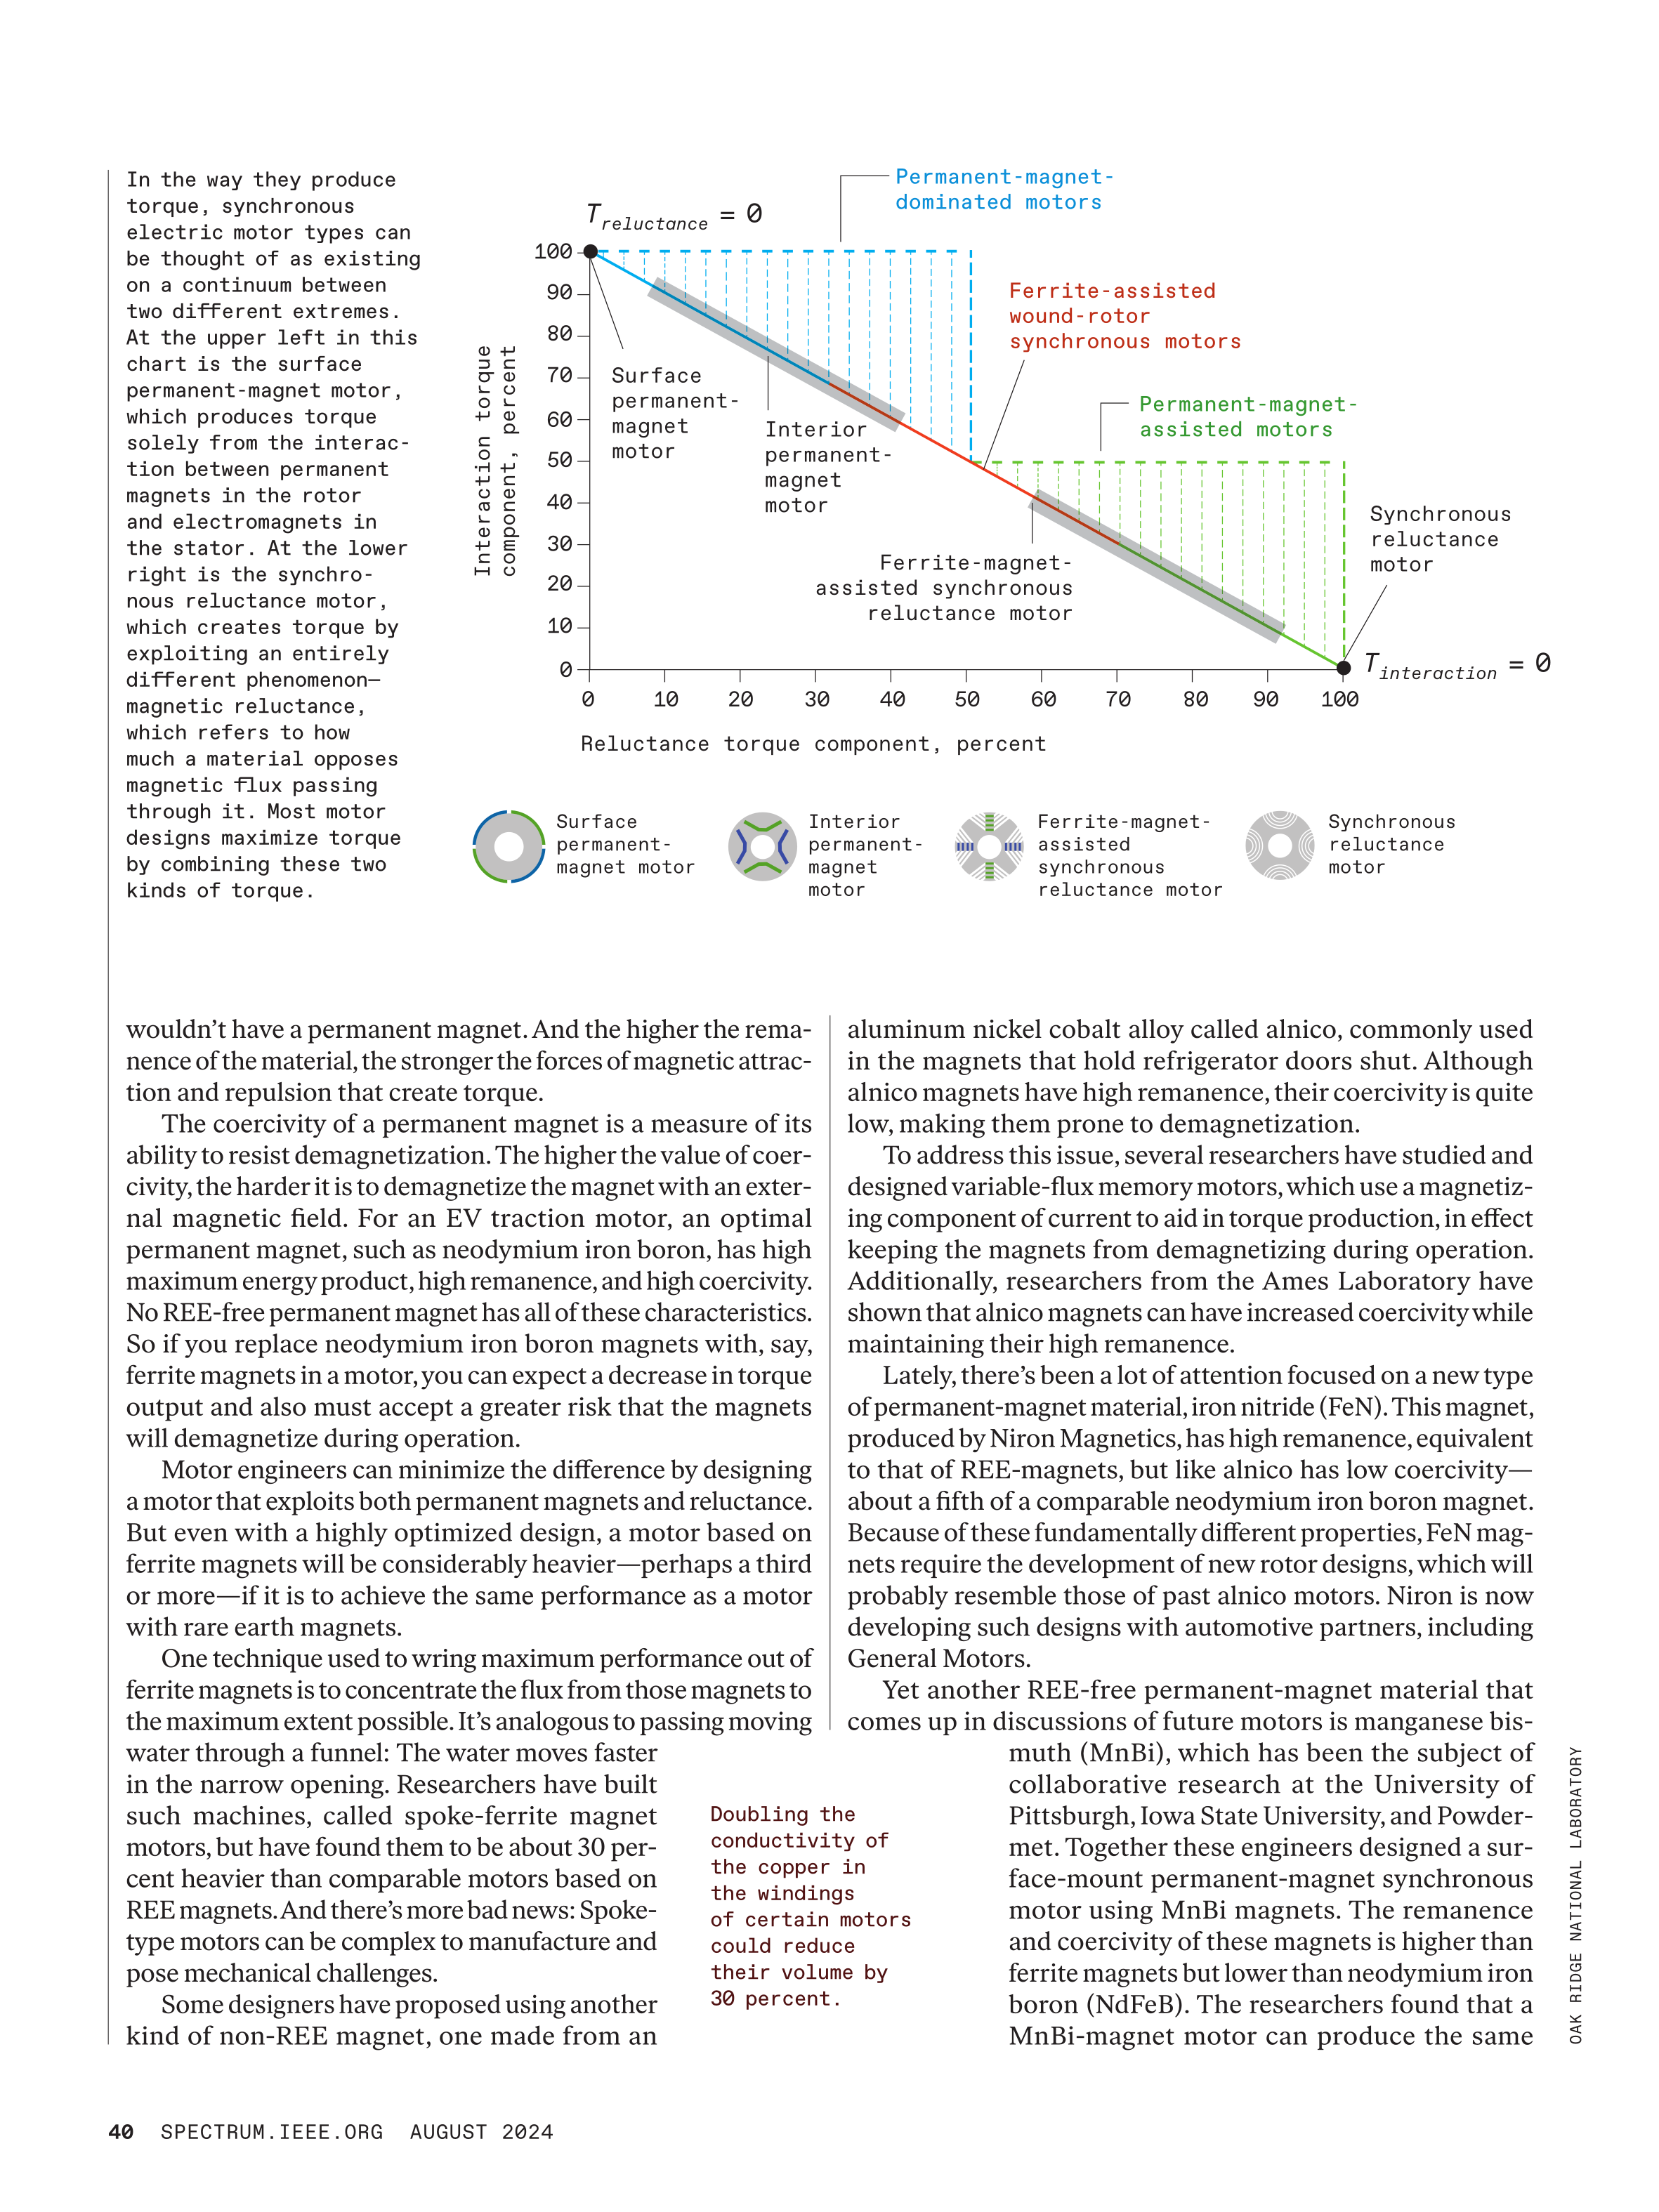 In the way they produce
torque, synchronous
electric motor types can
be thought of as existing
on a continuum between
two different extremes.
At the upper left in this
chart is the surface
permanent-magnet motor,
which produces torque
solely from the interac-
tion between permanent
magnets in the rotor
and electromagnets in
the stator. At the lower
right is the synchro-
nous reluctance motor,
which creates torque by
exploiting an entirely
different phenomenon—
magnetic reluctance,
which refers to how
much a material opposes
magnetic flux passing
through it. Most motor
designs maximize torque
by combining these two
kinds of torque.
Permanent-magnet-
dominated motors
Treluctance = 0
Ferrite-assisted
wound-rotor
synchronous motors
Permanent-magnet-
assisted motors
Surface
permanent-
magnet
motor
Interior
permanent-
magnet
motor
Ferrite-magnet-
assisted synchronous
reluctance motor
Synchronous
reluctance
motor
Tinteraction = 0
Interaction torque
component, percent
100
90
80
70
60
50
40
30
20
10
0
0 10 20 30 40 50 60 70 80 90 100
Reluctance torque component, percent
Surface
permanent-
magnet motor
Interior
permanent-
magnet
motor
Ferrite-magnet-
assisted
synchronous
reluctance motor
Synchronous
reluctance
motor
wouldn’t have a permanent magnet. And the higher the rema-
nence of the material, the stronger the forces of magnetic attrac-
tion and repulsion that create torque.
The coercivity of a permanent magnet is a measure of its
ability to resist demagnetization. The higher the value of coer-
civity, the harder it is to demagnetize the magnet with an exter-
nal magnetic field. For an EV traction motor, an optimal
permanent magnet, such as neodymium iron boron, has high
maximum energy product, high remanence, and high coercivity.
No REE-free permanent magnet has all of these characteristics.
So if you replace neodymium iron boron magnets with, say,
ferrite magnets in a motor, you can expect a decrease in torque
output and also must accept a greater risk that the magnets
will demagnetize during operation.
Motor engineers can minimize the difference by designing
a motor that exploits both permanent magnets and reluctance.
But even with a highly optimized design, a motor based on
ferrite magnets will be considerably heavier—perhaps a third
or more—if it is to achieve the same performance as a motor
with rare earth magnets.
One technique used to wring maximum performance out of
ferrite magnets is to concentrate the flux from those magnets to
the maximum extent possible. It’s analogous to passing moving
water through a funnel: The water moves faster
in the narrow opening. Researchers have built
such machines, called spoke-ferrite magnet
motors, but have found them to be about 30 per-
cent heavier than comparable motors based on
REE magnets. And there’s more bad news: Spoke-
type motors can be complex to manufacture and
pose mechanical challenges.
Some designers have proposed using another
kind of non-REE magnet, one made from an
aluminum nickel cobalt alloy called alnico, commonly used
in the magnets that hold refrigerator doors shut. Although
alnico magnets have high remanence, their coercivity is quite
low, making them prone to demagnetization.
To address this issue, several researchers have studied and
designed variable-flux memory motors, which use a magnetiz-
ing component of current to aid in torque production, in effect
keeping the magnets from demagnetizing during operation.
Additionally, researchers from the Ames Laboratory have
shown that alnico magnets can have increased coercivity while
maintaining their high remanence.
Lately, there’s been a lot of attention focused on a new type
of permanent-magnet material, iron nitride (FeN). This magnet,
produced by Niron Magnetics, has high remanence, equivalent
to that of REE-magnets, but like alnico has low coercivity—
about a fifth of a comparable neodymium iron boron magnet.
Because of these fundamentally different properties, FeN mag-
nets require the development of new rotor designs, which will
probably resemble those of past alnico motors. Niron is now
developing such designs with automotive partners, including
General Motors.
Yet another REE-free permanent-magnet material that
comes up in discussions of future motors is manganese bis-
muth (MnBi), which has been the subject of
collaborative research at the University of
Pittsburgh, Iowa State University, and Powder-
met. Together these engineers designed a sur-
face-mount permanent-magnet synchronous
motor using MnBi magnets. The remanence
and coercivity of these magnets is higher than
ferrite magnets but lower than neodymium iron
boron (NdFeB). The researchers found that a
MnBi-magnet motor can produce the same
Doubling the
conductivity of
the copper in
the windings
of certain motors
could reduce
their volume by
30 percent.
OAK RIDGE NATIONAL LABORATORY
40 SPECTRUM.IEEE.ORG AUGUST 2024